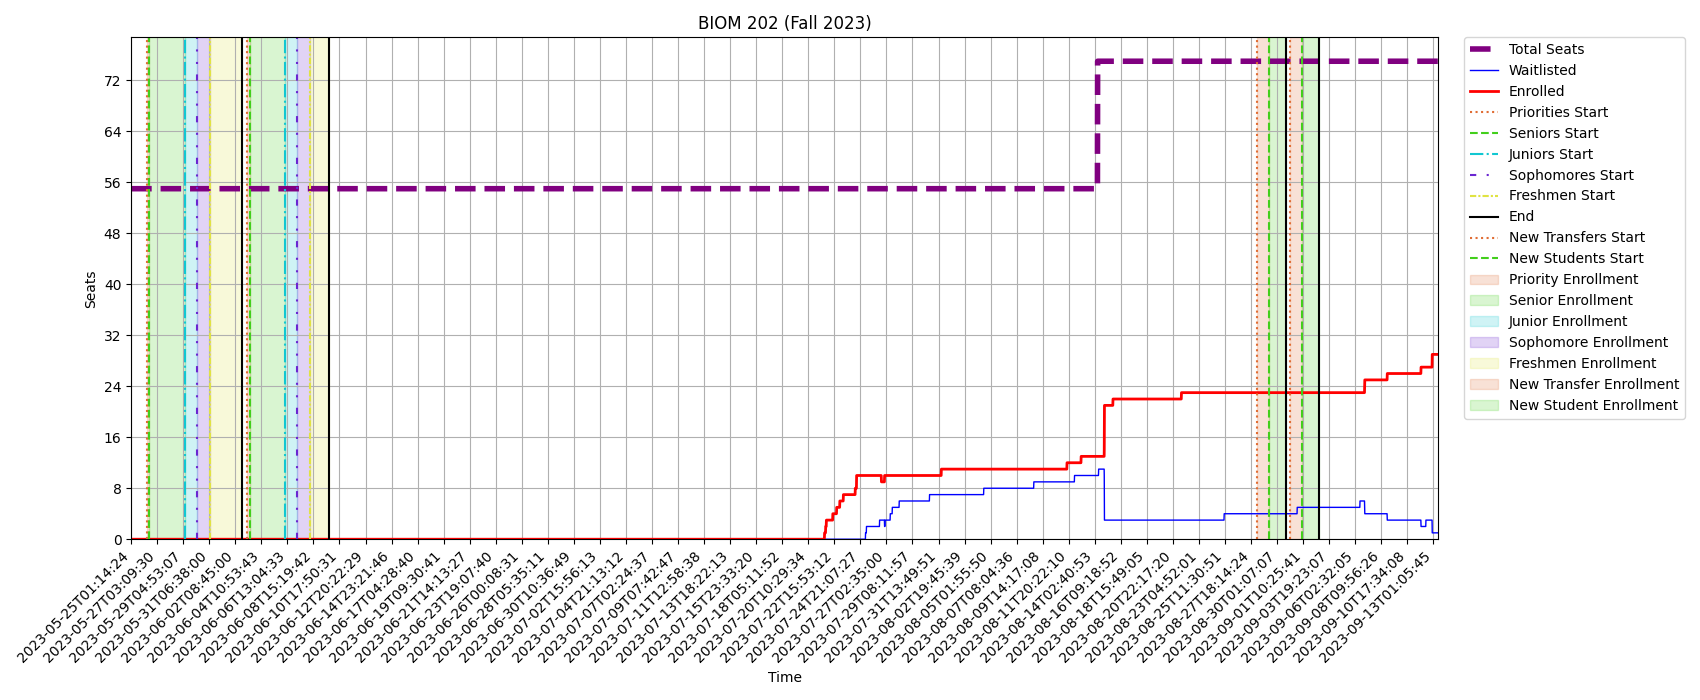 BIOM 202 (Fall 2023)
Seats
72
64
56
48
40
32
24
16
8
0
2023-05-25T01:14:24
2023-05-27T03:09:30
2023-05-29T04:53:07
2023-05-31T06:38:00
2023-06-02T08:45:00
2023-06-04T10:53:43
2023-06-06T13:04:33
2023-06-08T15:19:42
2023-06-10T17:50:31
2023-06-12T20:22:29
2023-06-14T23:21:46
2023-06-17T04:28:40
2023-06-19T09:30:41
2023-06-21T14:13:27
2023-06-23T19:07:40
2023-06-26T00:08:31
2023-06-28T05:35:11
2023-06-30T10:36:49
2023-07-02T15:56:13
2023-07-04T21:13:12
2023-07-07T02:24:37
2023-07-09T07:42:47
2023-07-11T12:58:38
2023-07-13T18:22:13
2023-07-15T23:33:20
2023-07-18T05:11:52
2023-07-20T10:29:34
2023-07-22T15:53:12
2023-07-24T21:07:27
2023-07-27T02:35:00
2023-07-29T08:11:57
2023-07-31T13:49:51
2023-08-02T19:45:39
2023-08-05T01:55:50
2023-08-07T08:04:36
2023-08-09T14:17:08
2023-08-11T20:22:10
2023-08-14T02:40:53
2023-08-16T09:18:52
2023-08-18T15:49:05
2023-08-20T22:17:20
2023-08-23T04:52:01
2023-08-25T11:30:51
2023-08-27T18:14:24
2023-08-30T01:07:07
2023-09-01T10:25:41
2023-09-03T19:23:07
2023-09-06T02:32:05
2023-09-08T09:56:26
2023-09-10T17:34:08
2023-09-13T01:05:45
Time
Total Seats
Waitlisted
Enrolled
Priorities Start
Seniors Start
Juniors Start
Sophomores Start
Freshmen Start
End
New Transfers Start
New Students Start
Priority Enrollment
Senior Enrollment
Junior Enrollment
Sophomore Enrollment
Freshmen Enrollment
New Transfer Enrollment
New Student Enrollment